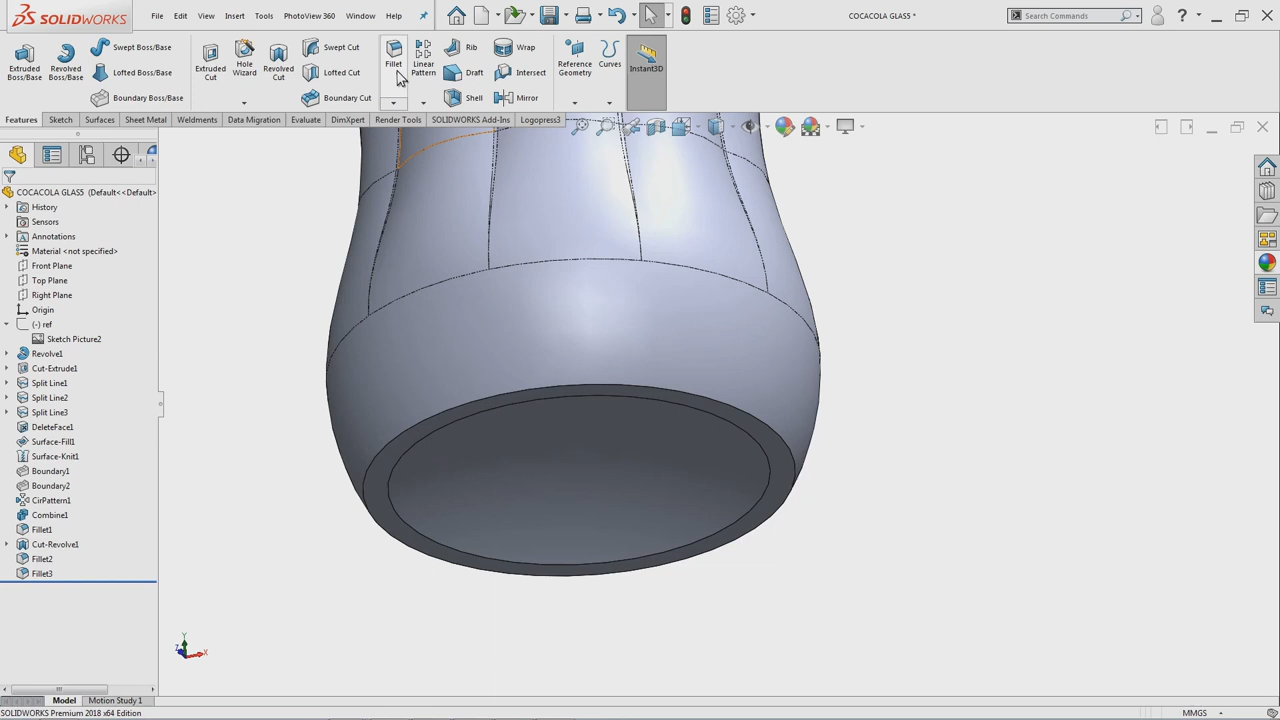 SOLIDWORKS File Edit View Insert Tools PhotoView 360 Window Help COCACOLA GLAS5 * Search Commands ?
Extruded Boss/Base
Revolved Boss/Base
Swept Boss/Base
Lofted Boss/Base
Boundary Boss/Base
Extruded Cut
Hole Wizard
Revolved Cut
Swept Cut
Lofted Cut
Boundary Cut
Fillet
Linear Pattern
Rib
Draft
Shell
Wrap
Intersect
Mirror
Reference Geometry
Curves
Instant3D
Features Sketch Surfaces Sheet Metal Weldments Data Migration Evaluate DimXpert Render Tools SOLIDWORKS Add-Ins Logopress3
COCACOLA GLAS5 (Default<<Default>
History
Sensors
Annotations
Material <not specified>
Front Plane
Top Plane
Right Plane
Origin
(-) ref
Sketch Picture2
Revolve1
Cut-Extrude1
Split Line1
Split Line2
Split Line3
DeleteFace1
Surface-Fill1
Surface-Knit1
Boundary1
Boundary2
CirPattern1
Combine1
Fillet1
Cut-Revolve1
Fillet2
Fillet3
Y
Z
X
Model Motion Study 1
SOLIDWORKS Premium 2018 x64 Edition MMGS